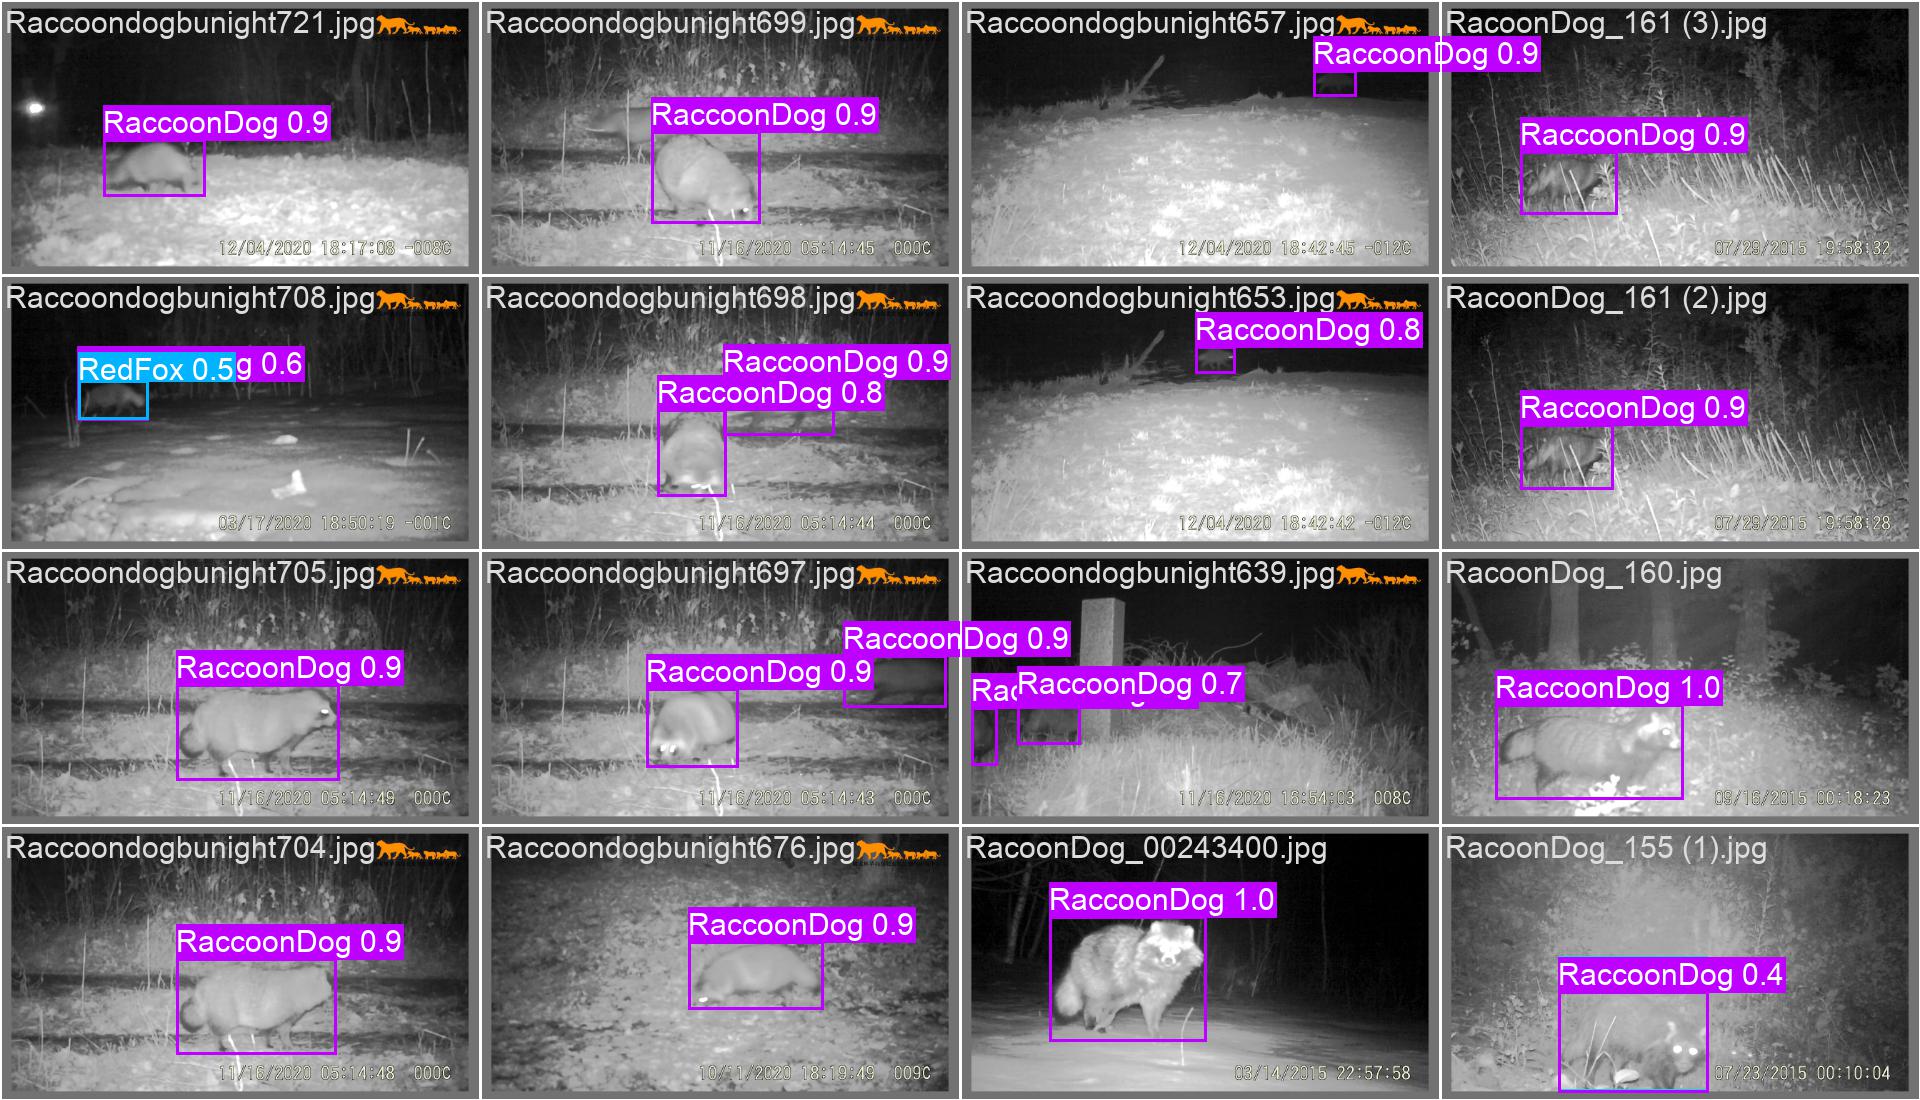 Raccoondogbunight721.jpg
RaccoonDog 0.9
12/04/2020 18:17:08 -008C
Raccoondogbunight699.jpg
RaccoonDog 0.9
11/16/2020 05:14:45 000C
Raccoondogbunight657.jpg
RaccoonDog 0.9
12/04/2020 18:42:45 -012C
RacoonDog_161 (3).jpg
RaccoonDog 0.9
07/29/2015 19:58:32
Raccoondogbunight708.jpg
RedFox 0.5
g 0.6
03/17/2020 18:50:19 -001C
Raccoondogbunight698.jpg
RaccoonDog 0.9
RaccoonDog 0.8
11/16/2020 05:14:44 000C
Raccoondogbunight653.jpg
RaccoonDog 0.8
12/04/2020 18:42:42 -012C
RacoonDog_161 (2).jpg
RaccoonDog 0.9
07/29/2015 19:58:28
Raccoondogbunight705.jpg
RaccoonDog 0.9
11/16/2020 05:14:49 000C
Raccoondogbunight697.jpg
RaccoonDog 0.9
RaccoonDog 0.9
11/16/2020 05:14:43 000C
Raccoondogbunight639.jpg
Rac
RaccoonDog 0.7
11/16/2020 16:54:03 008C
RacoonDog_160.jpg
RaccoonDog 1.0
09/16/2015 00:18:23
Raccoondogbunight704.jpg
RaccoonDog 0.9
11/16/2020 05:14:48 000C
Raccoondogbunight676.jpg
RaccoonDog 0.9
10/11/2020 18:19:49 009C
RacoonDog_00243400.jpg
RaccoonDog 1.0
03/14/2015 22:57:58
RacoonDog_155 (1).jpg
RaccoonDog 0.4
07/23/2015 00:10:04